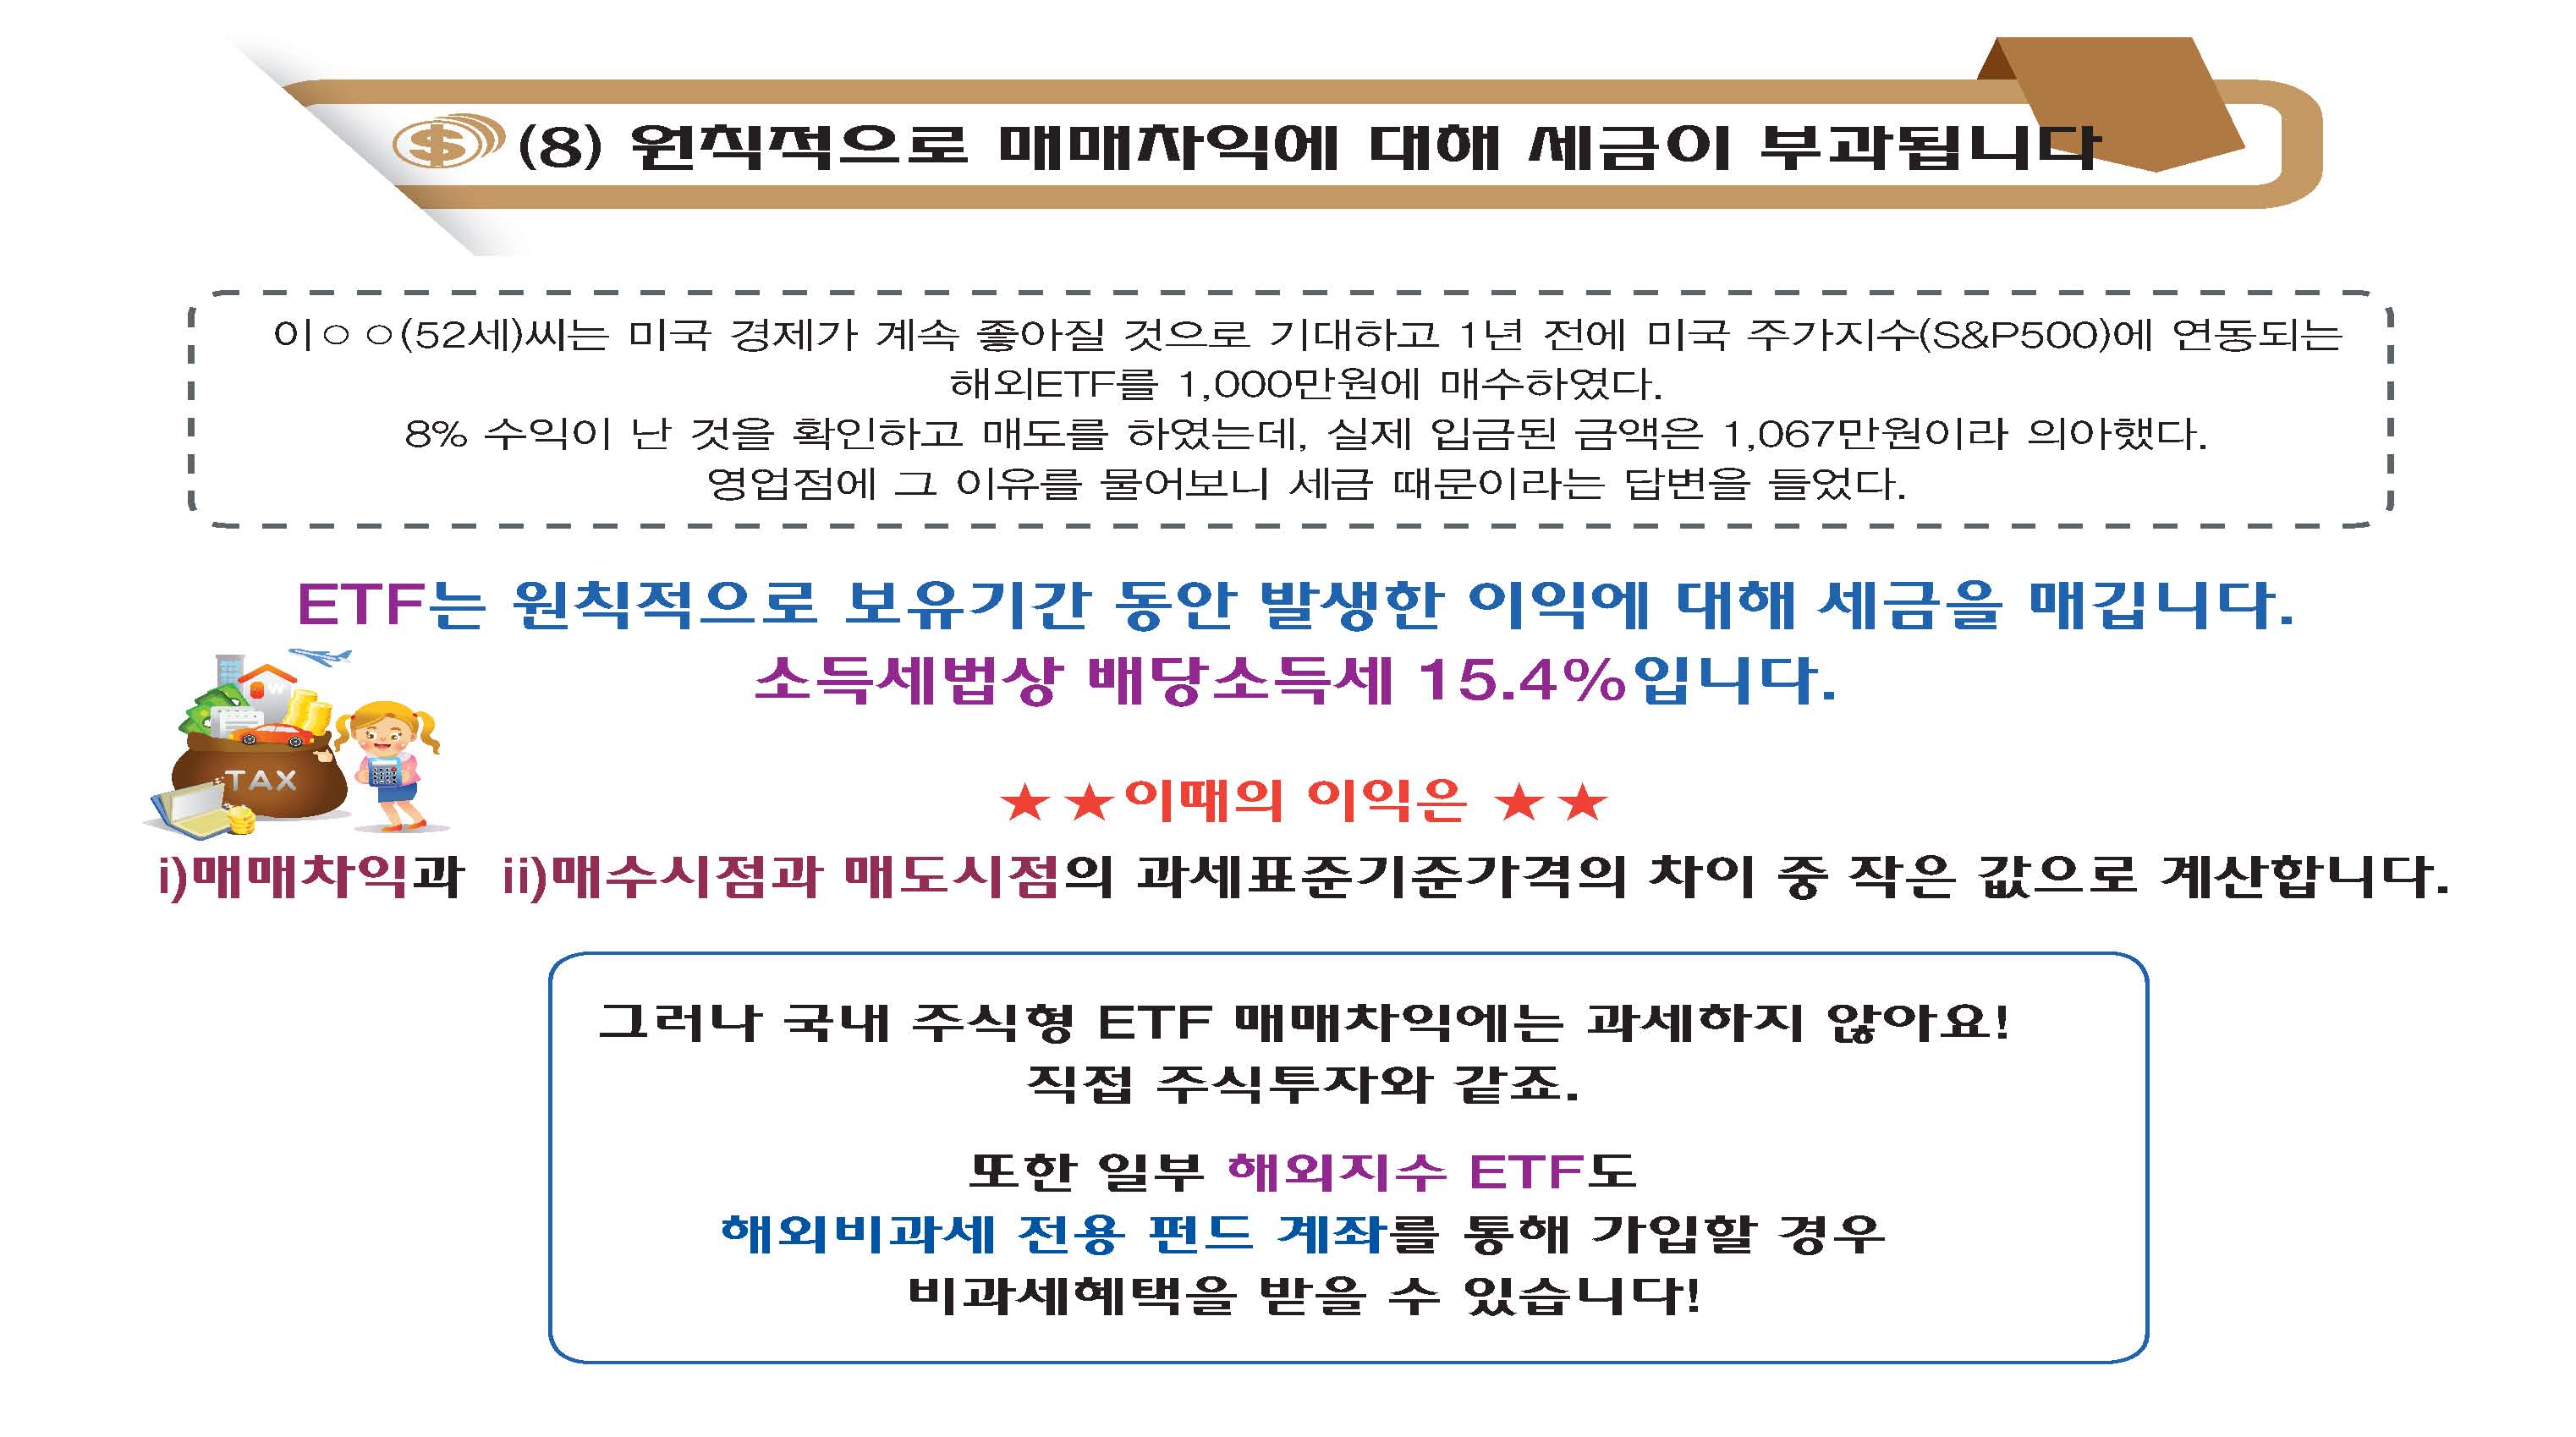 (8) 원칙적으로 매매차익에 대해 세금이 부과됩니다
이○○(52세)씨는 미국 경제가 계속 좋아질 것으로 기대하고 1년 전에 미국 주가지수(S&P500)에 연동되는
해외ETF를 1,000만원에 매수하였다.
8% 수익이 난 것을 확인하고 매도를 하였는데, 실제 입금된 금액은 1,067만원이라 의아했다.
영업점에 그 이유를 물어보니 세금 때문이라는 답변을 들었다.
ETF는 원칙적으로 보유기간 동안 발생한 이익에 대해 세금을 매깁니다.
소득세법상 배당소득세 15.4%입니다.
TAX
★★이때의 이익은 ★★
i)매매차익과 ii)매수시점과 매도시점의 과세표준기준가격의 차이 중 작은 값으로 계산합니다.
그러나 국내 주식형 ETF 매매차익에는 과세하지 않아요!
직접 주식투자와 같죠.
또한 일부 해외지수 ETF도
해외비과세 전용 펀드 계좌를 통해 가입할 경우
비과세혜택을 받을 수 있습니다!